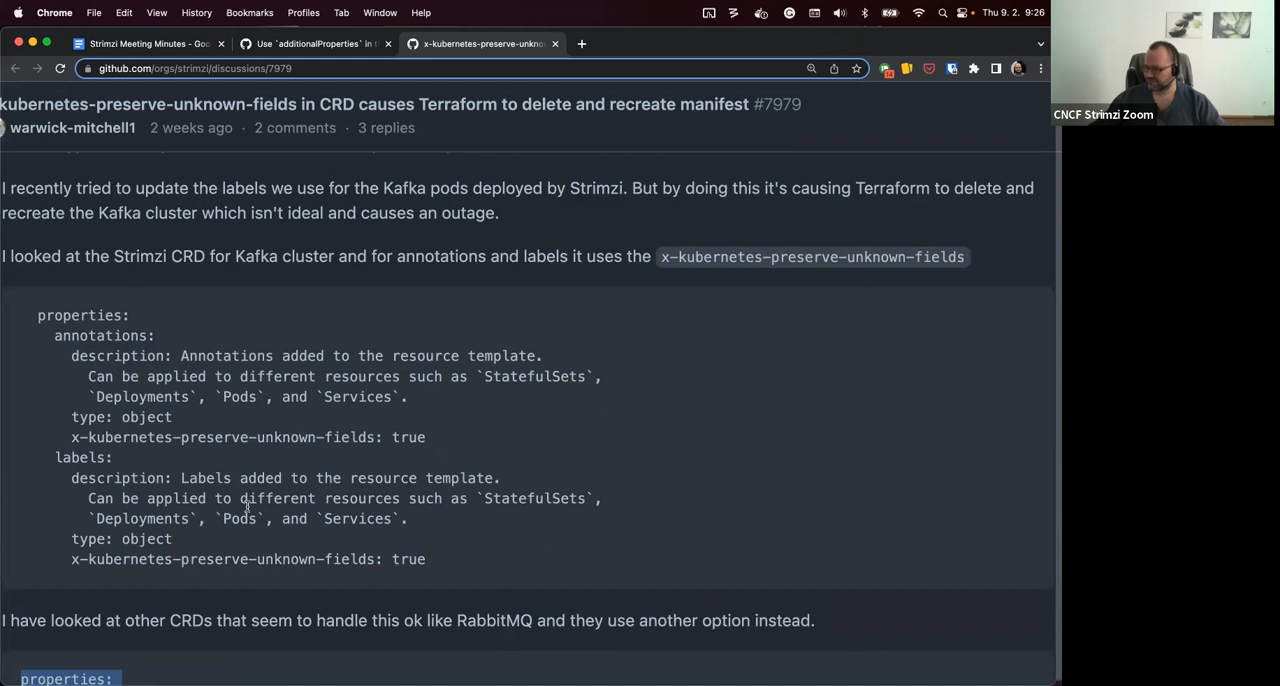 Chrome File Edit View History Bookmarks Profiles Tab Window Help Thu 9. 2. 9:26
Strimzi Meeting Minutes - Goo
Use `additionalProperties` in t
x-kubernetes-preserve-unkno
github.com/orgs/strimzi/discussions/7979
14
kubernetes-preserve-unknown-fields in CRD causes Terraform to delete and recreate manifest #7979
warwick-mitchell1 2 weeks ago · 2 comments · 3 replies
I recently tried to update the labels we use for the Kafka pods deployed by Strimzi. But by doing this it's causing Terraform to delete and
recreate the Kafka cluster which isn't ideal and causes an outage.
I looked at the Strimzi CRD for Kafka cluster and for annotations and labels it uses the x-kubernetes-preserve-unknown-fields
properties:
annotations:
description: Annotations added to the resource template.
Can be applied to different resources such as `StatefulSets`,
`Deployments`, `Pods`, and `Services`.
type: object
x-kubernetes-preserve-unknown-fields: true
labels:
description: Labels added to the resource template.
Can be applied to different resources such as `StatefulSets`,
`Deployments`, `Pods`, and `Services`.
type: object
x-kubernetes-preserve-unknown-fields: true
I have looked at other CRDs that seem to handle this ok like RabbitMQ and they use another option instead.
properties:
CNCF Strimzi Zoom